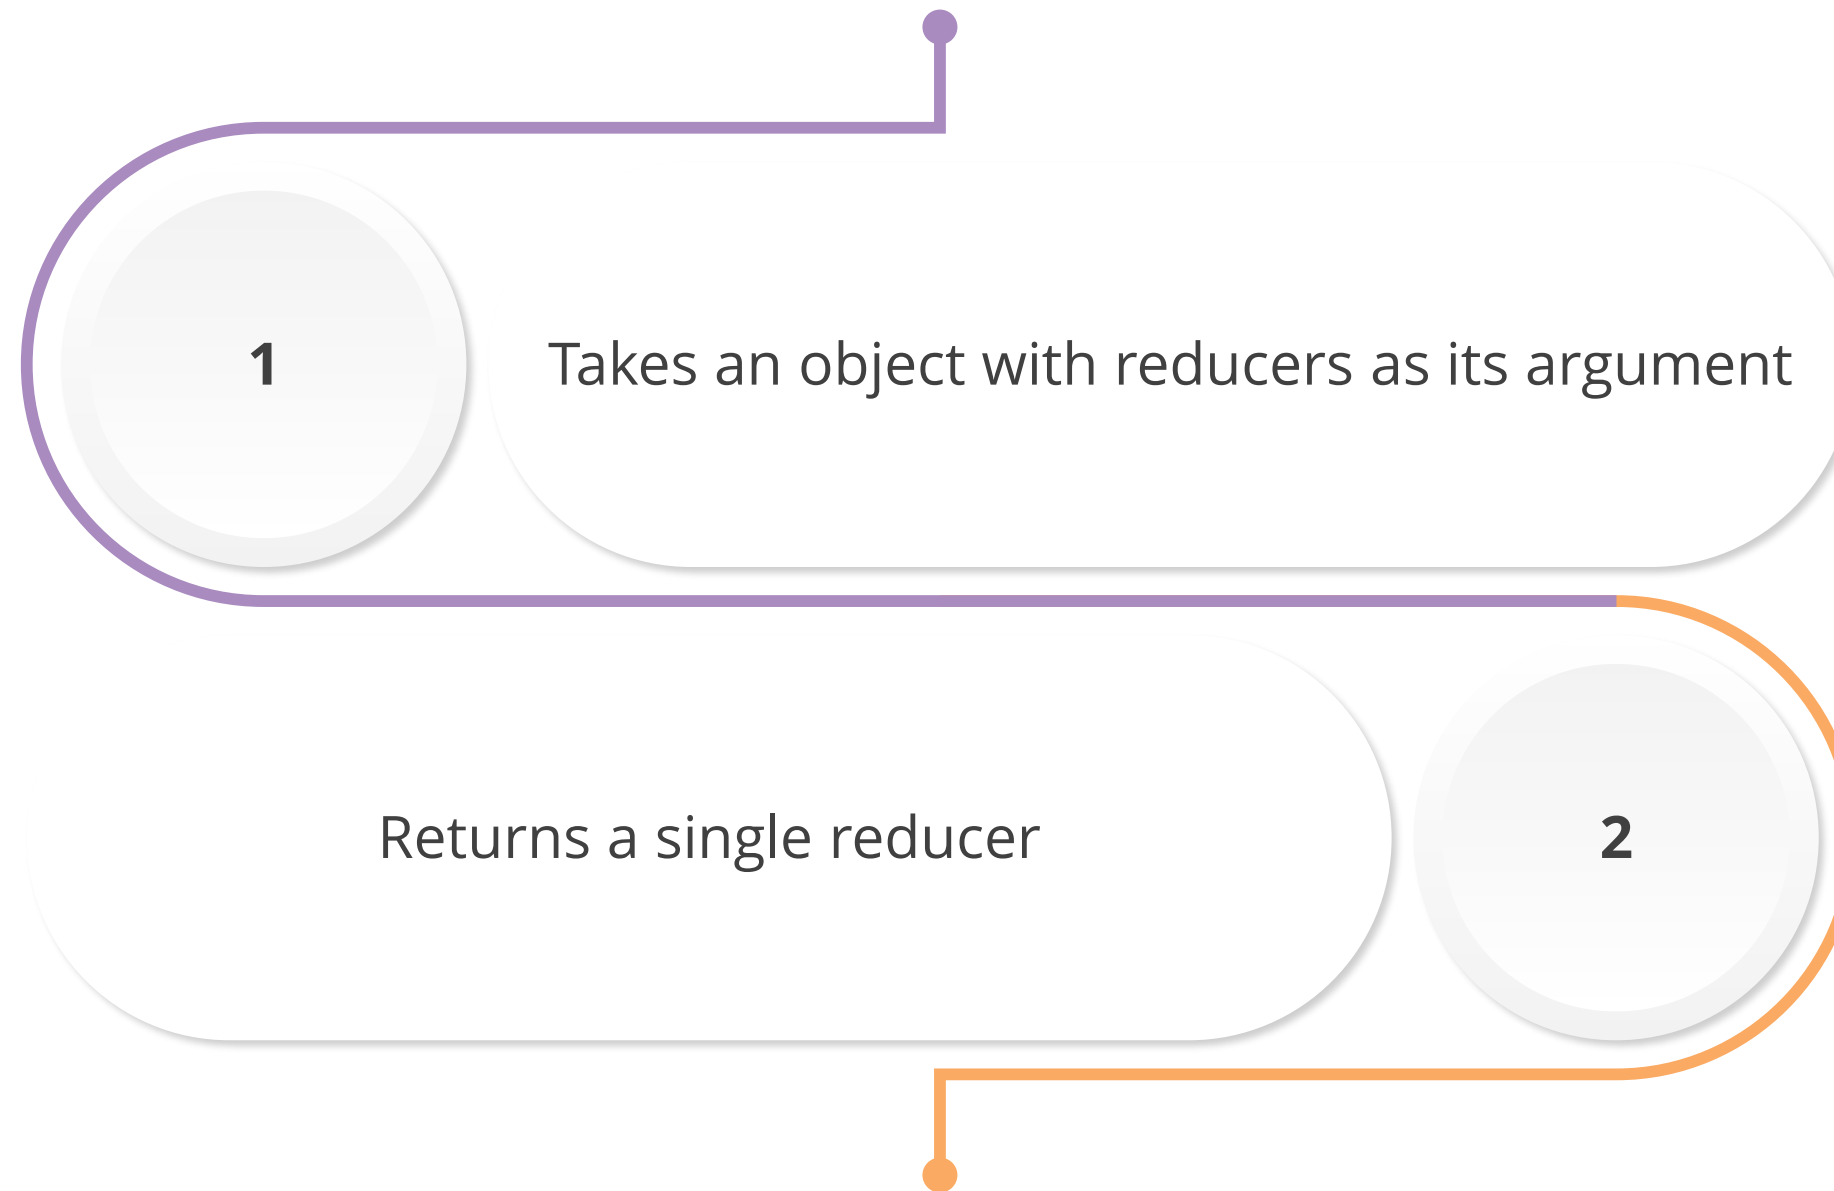 1
Takes an object with reducers as its argument
Returns a single reducer
2